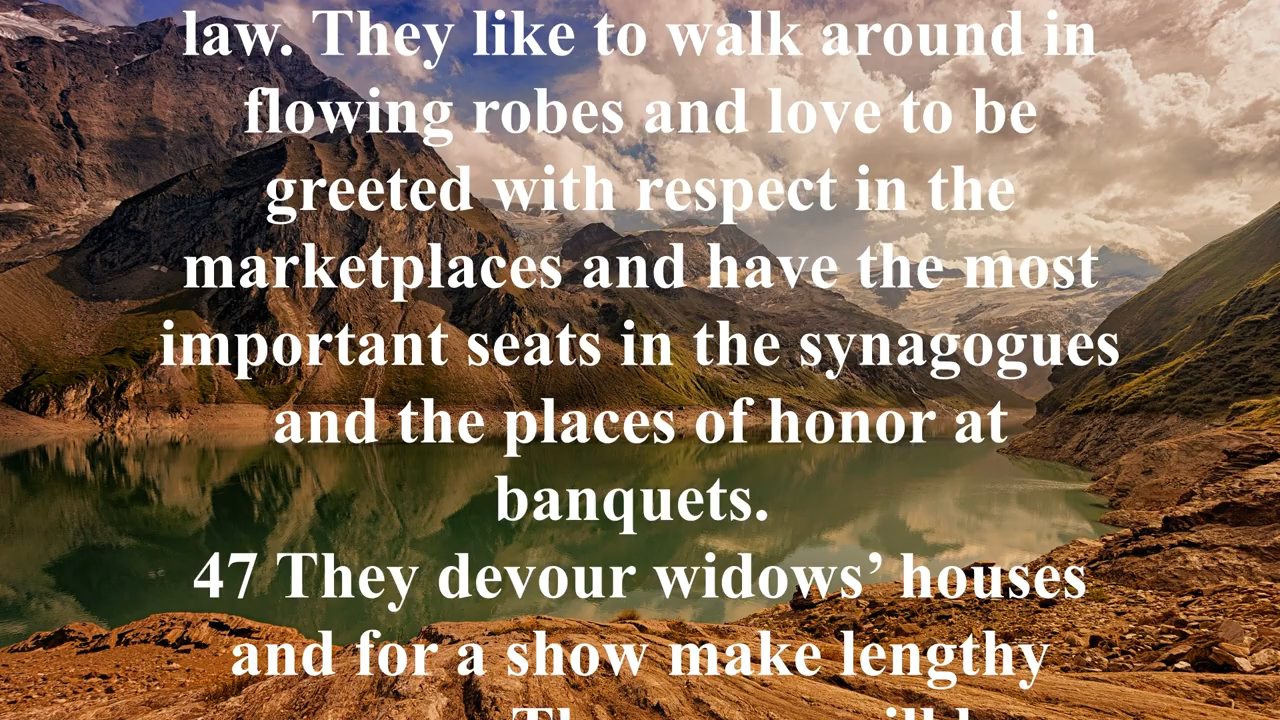 law. They like to walk around in
flowing robes and love to be
greeted with respect in the
marketplaces and have the most
important seats in the synagogues
and the places of honor at
banquets.
47 They devour widows’ houses
and for a show make lengthy